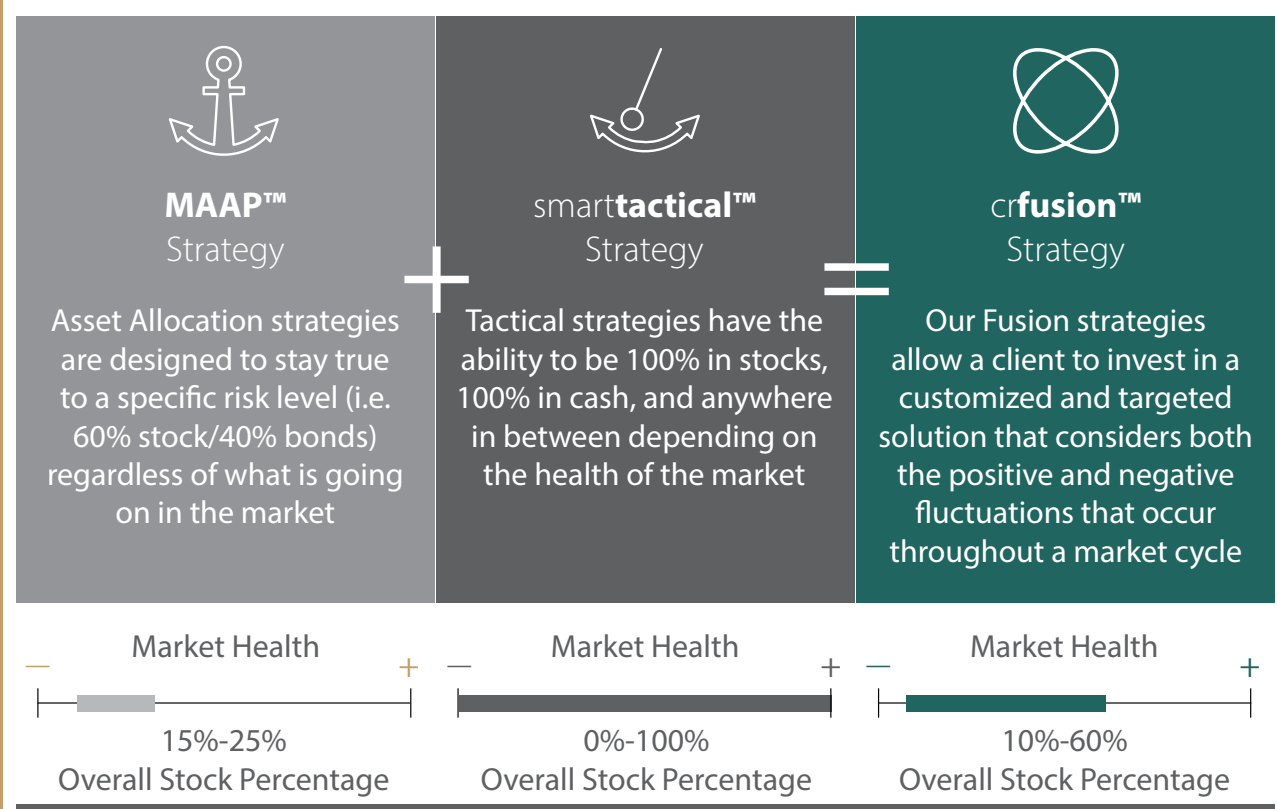 MAAP™
Strategy
Asset Allocation strategies
are designed to stay true
to a specific risk level (i.e.
60% stock/40% bonds)
regardless of what is going
on in the market
+
smarttactical™
Strategy
Tactical strategies have the
ability to be 100% in stocks,
100% in cash, and anywhere
in between depending on
the health of the market
=
crfusion™
Strategy
Our Fusion strategies
allow a client to invest in a
customized and targeted
solution that considers both
the positive and negative
fluctuations that occur
throughout a market cycle
Market Health
— +
15%-25%
Overall Stock Percentage
Market Health
— +
0%-100%
Overall Stock Percentage
Market Health
— +
10%-60%
Overall Stock Percentage